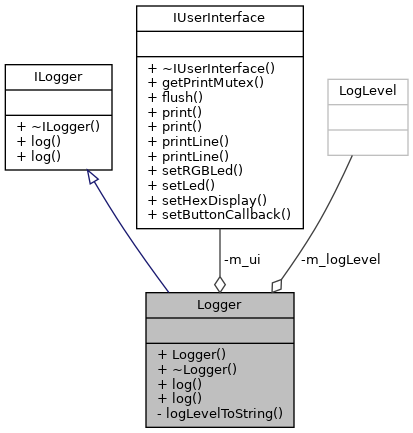 IUserInterface
+ ~IUserInterface()
+ getPrintMutex()
+ flush()
+ print()
+ print()
+ printLine()
+ printLine()
+ setRGBLed()
+ setLed()
+ setHexDisplay()
+ setButtonCallback()
ILogger
+ ~ILogger()
+ log()
+ log()
LogLevel
-m_ui
-m_logLevel
Logger
+ Logger()
+ ~Logger()
+ log()
+ log()
- logLevelToString()